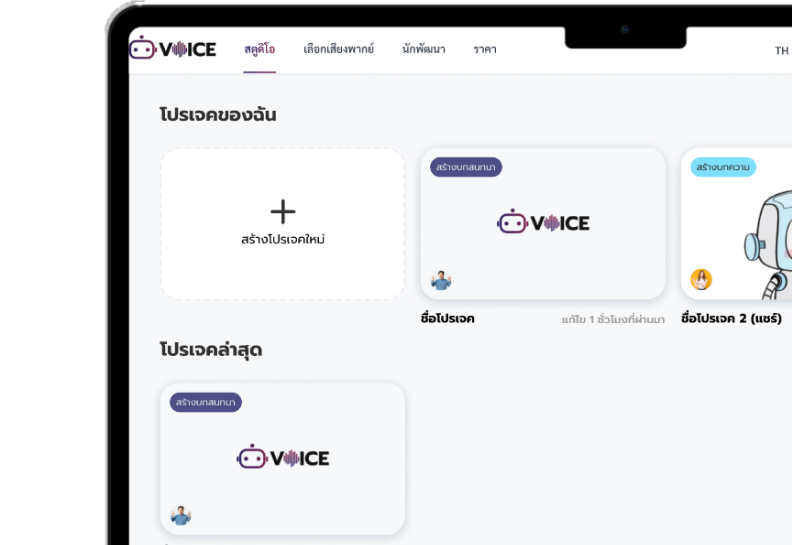 VOICE
สตูดิโอ เลือกเสียงพากย์ นักพัฒนา ราคา TH
โปรเจคของฉัน
สร้างบทสนทนา สร้างบทความ
VOICE
สร้างโปรเจคใหม่
ชื่อโปรเจค แก้ไข 1 ชั่วโมงที่ผ่านมา ชื่อโปรเจค 2 (แชร์)
โปรเจคล่าสุด
สร้างบทสนทนา
VOICE